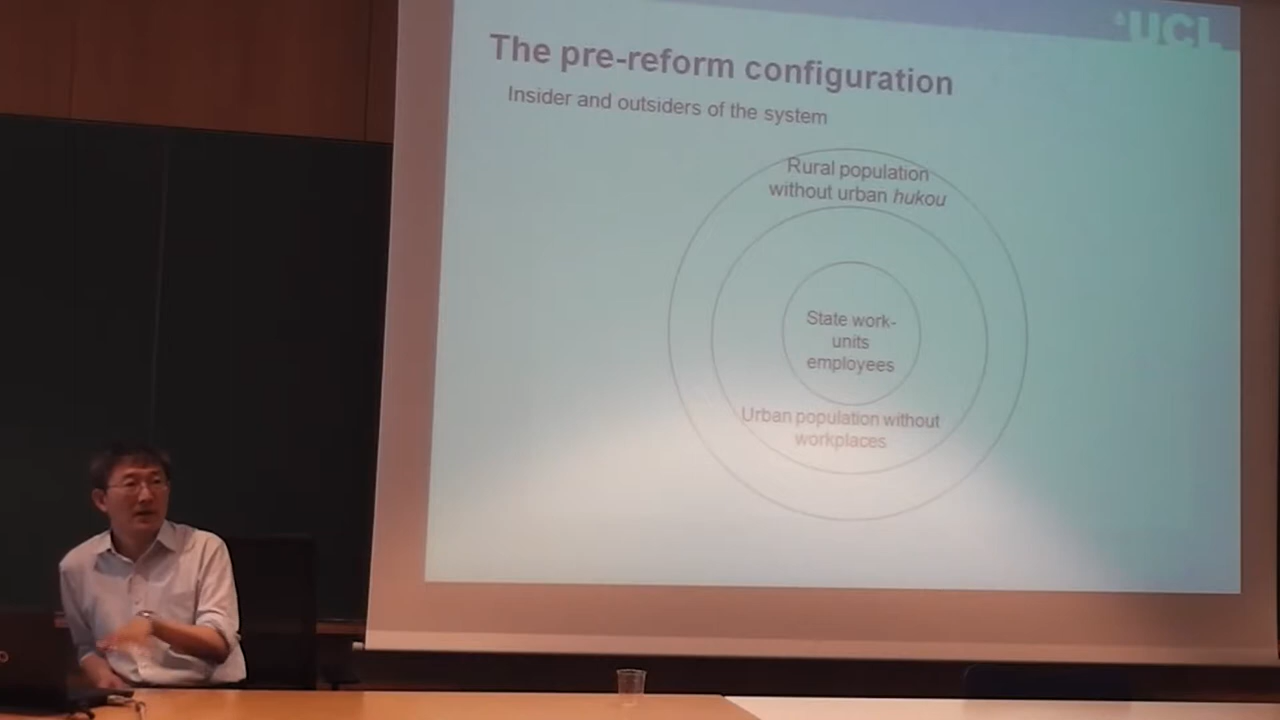 UCL
The pre-reform configuration
Insider and outsiders of the system
Rural population
without urban hukou
State work-
units
employees
Urban population without
workplaces